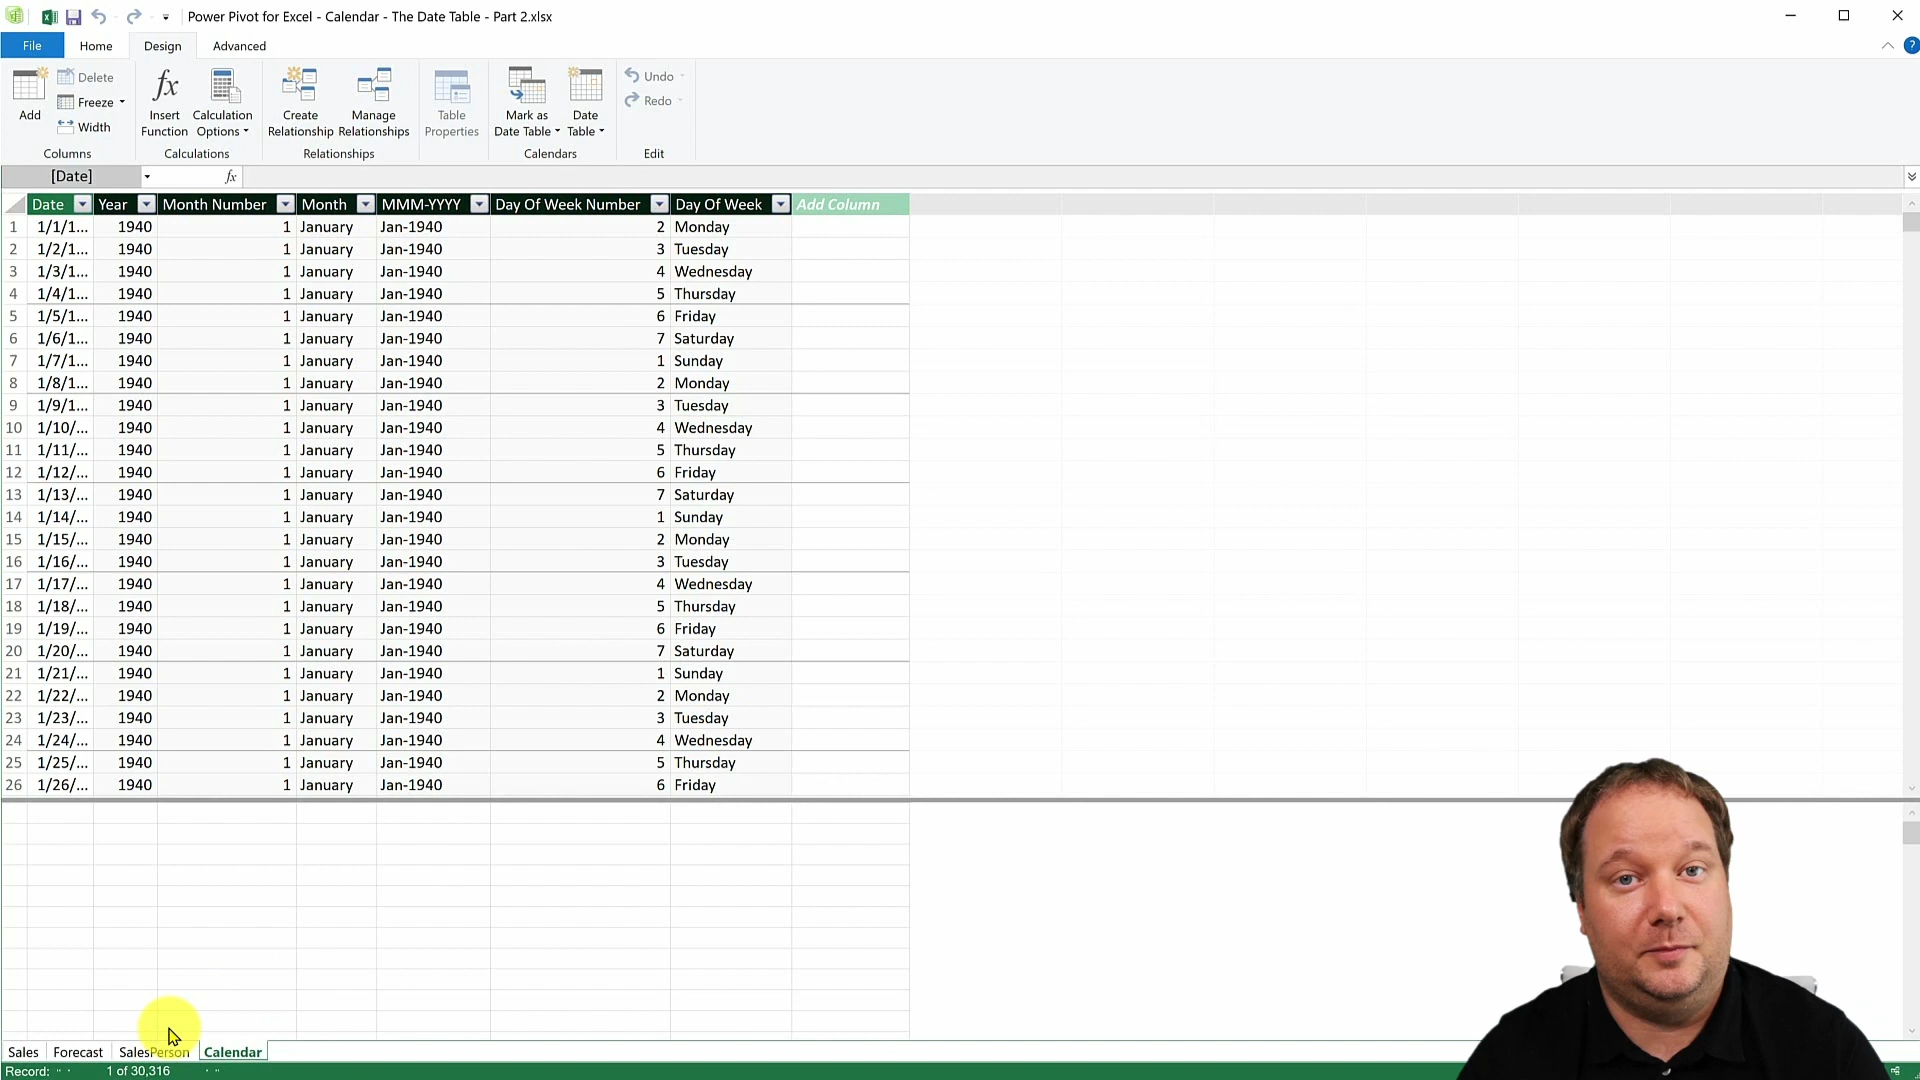 Power Pivot for Excel - Calendar - The Date Table - Part 2.xlsx
File Home Design Advanced
Add
Delete
Freeze
Width
Columns
Insert Function
Calculation Options
Calculations
Create Relationship
Manage Relationships
Relationships
Table Properties
Mark as Date Table
Date Table
Calendars
Undo
Redo
Edit
[Date] fx
Date Year Month Number Month MMM-YYYY Day Of Week Number Day Of Week Add Column
1 1/1/1... 1940 1 January Jan-1940 2 Monday
2 1/2/1... 1940 1 January Jan-1940 3 Tuesday
3 1/3/1... 1940 1 January Jan-1940 4 Wednesday
4 1/4/1... 1940 1 January Jan-1940 5 Thursday
5 1/5/1... 1940 1 January Jan-1940 6 Friday
6 1/6/1... 1940 1 January Jan-1940 7 Saturday
7 1/7/1... 1940 1 January Jan-1940 1 Sunday
8 1/8/1... 1940 1 January Jan-1940 2 Monday
9 1/9/1... 1940 1 January Jan-1940 3 Tuesday
10 1/10/... 1940 1 January Jan-1940 4 Wednesday
11 1/11/... 1940 1 January Jan-1940 5 Thursday
12 1/12/... 1940 1 January Jan-1940 6 Friday
13 1/13/... 1940 1 January Jan-1940 7 Saturday
14 1/14/... 1940 1 January Jan-1940 1 Sunday
15 1/15/... 1940 1 January Jan-1940 2 Monday
16 1/16/... 1940 1 January Jan-1940 3 Tuesday
17 1/17/... 1940 1 January Jan-1940 4 Wednesday
18 1/18/... 1940 1 January Jan-1940 5 Thursday
19 1/19/... 1940 1 January Jan-1940 6 Friday
20 1/20/... 1940 1 January Jan-1940 7 Saturday
21 1/21/... 1940 1 January Jan-1940 1 Sunday
22 1/22/... 1940 1 January Jan-1940 2 Monday
23 1/23/... 1940 1 January Jan-1940 3 Tuesday
24 1/24/... 1940 1 January Jan-1940 4 Wednesday
25 1/25/... 1940 1 January Jan-1940 5 Thursday
26 1/26/... 1940 1 January Jan-1940 6 Friday
Sales Forecast SalesPerson Calendar
Record: 1 of 30,316